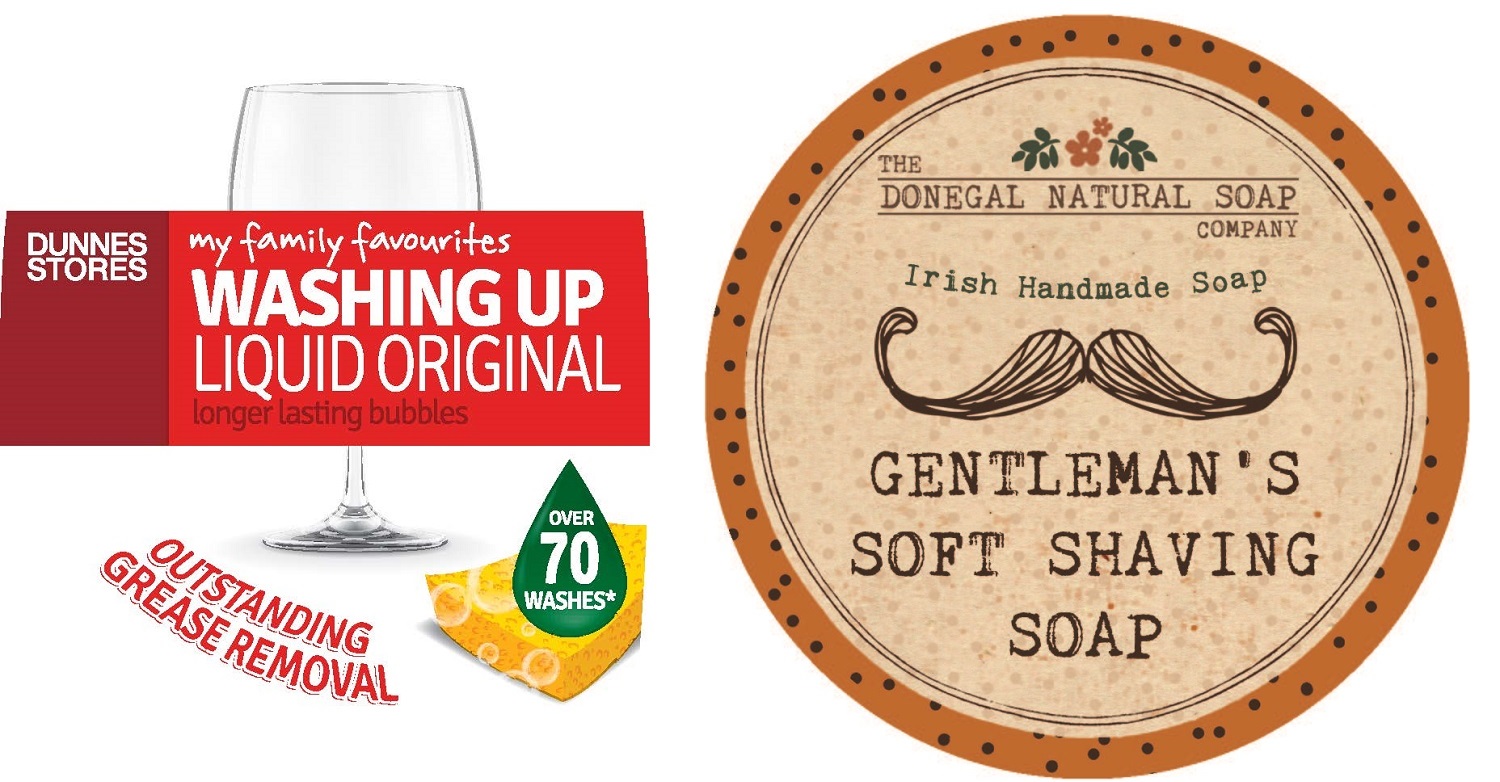 DUNNES
STORES
my family favourites
WASHING UP
LIQUID ORIGINAL
longer lasting bubbles
OUTSTANDING
GREASE REMOVAL
OVER
70
WASHES*
THE
DONEGAL NATURAL SOAP
COMPANY
Irish Handmade Soap
GENTLEMAN'S
SOFT SHAVING
SOAP